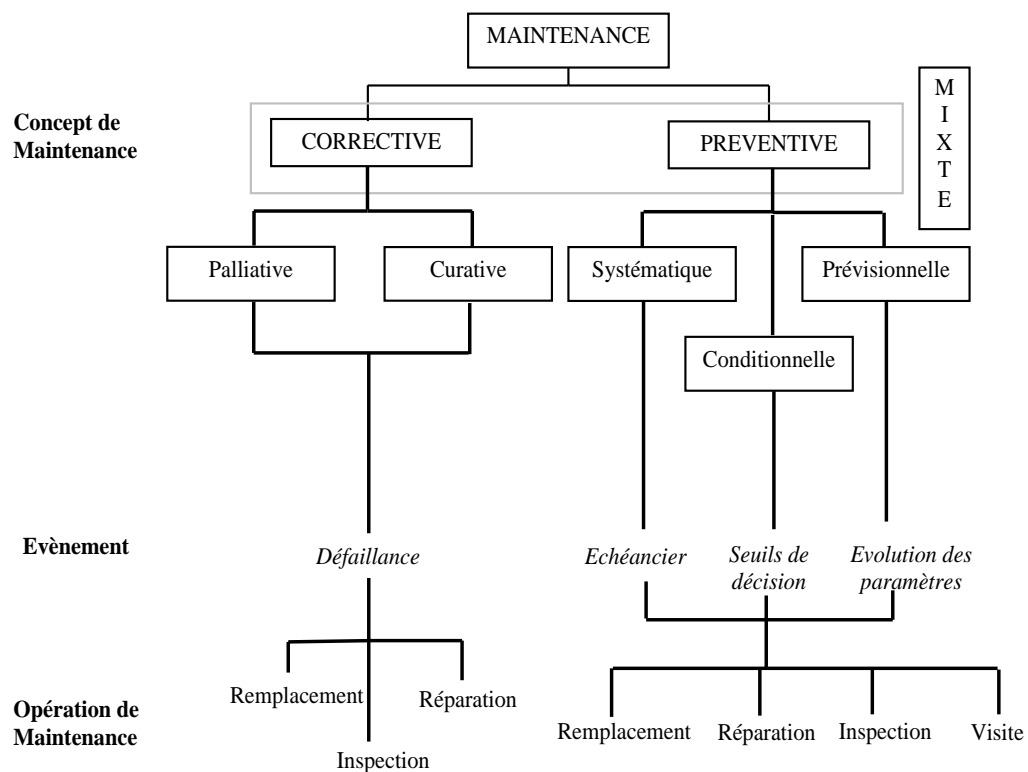 MAINTENANCE
M
I
X
T
E
Concept de
Maintenance
CORRECTIVE
PREVENTIVE
Palliative
Curative
Systématique
Prévisionnelle
Conditionnelle
Evènement
Défaillance
Echéancier
Seuils de
décision
Evolution des
paramètres
Opération de
Maintenance
Remplacement
Réparation
Inspection
Remplacement
Réparation
Inspection
Visite